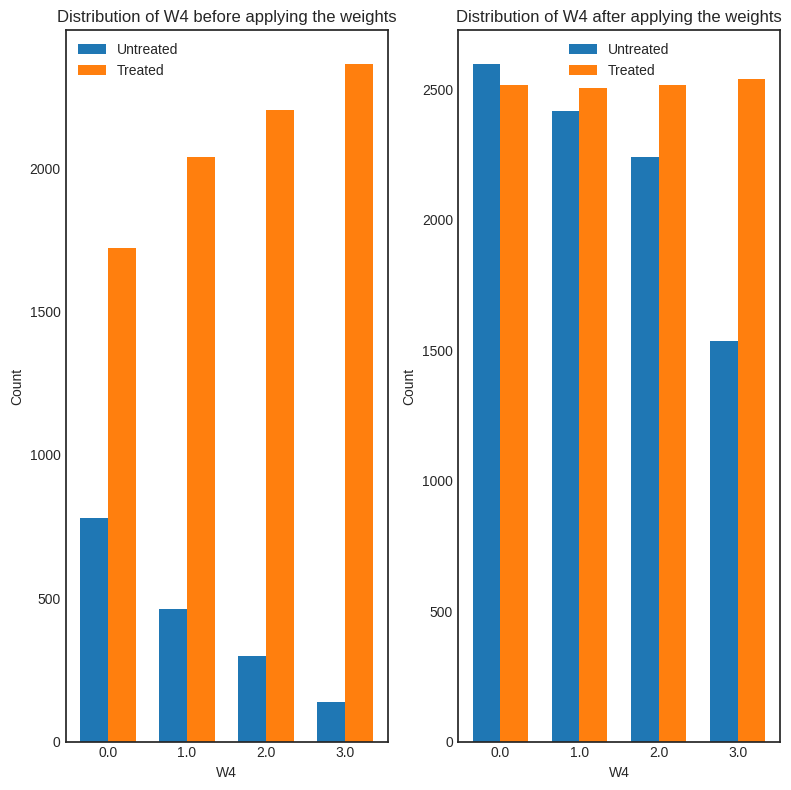 Distribution of W4 before applying the weights
Untreated
Treated
2000
1500
1000
500
0
Count
0.0 1.0 2.0 3.0
W4
Distribution of W4 after applying the weights
Untreated
Treated
2500
2000
1500
1000
500
0
Count
0.0 1.0 2.0 3.0
W4